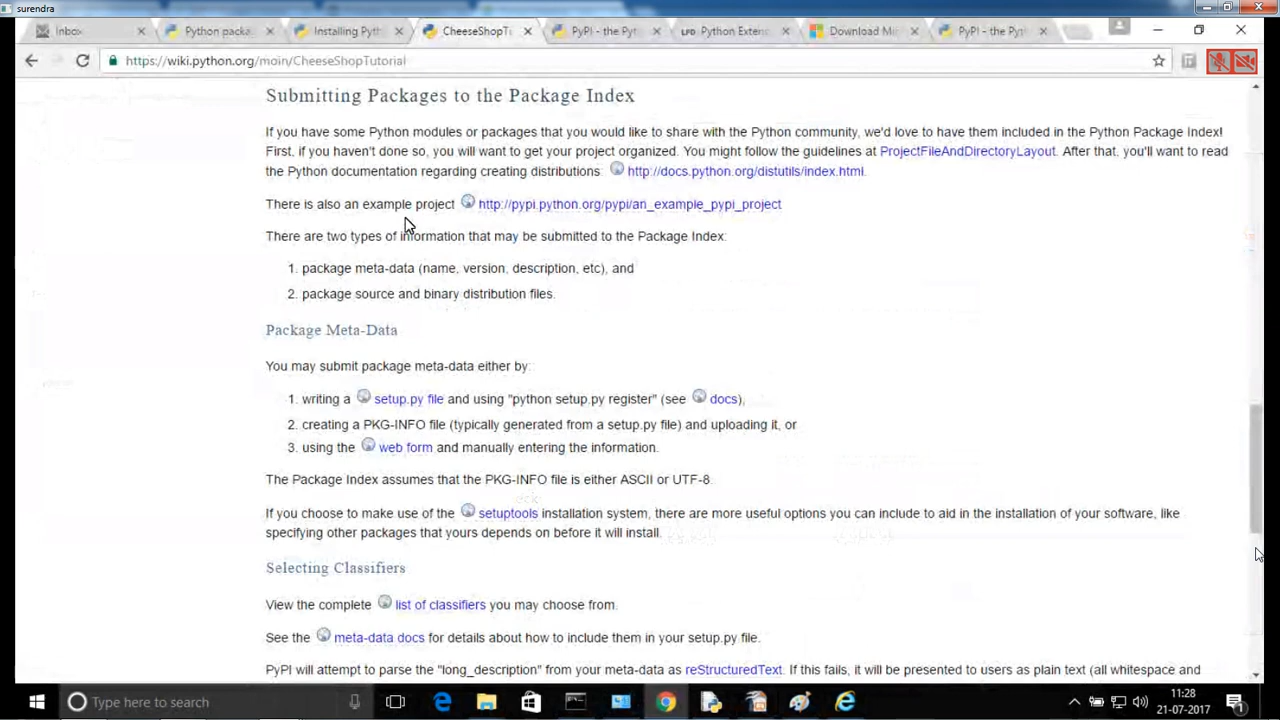 surendra
Inbox
Python packa
Installing Pyth
CheeseShopTu
PyPI - the Pyt
LFD Python Extens
Download Mi
PyPI - the Pyt
https://wiki.python.org/moin/CheeseShopTutorial
Submitting Packages to the Package Index
If you have some Python modules or packages that you would like to share with the Python community, we'd love to have them included in the Python Package Index!
First, if you haven't done so, you will want to get your project organized. You might follow the guidelines at ProjectFileAndDirectoryLayout. After that, you'll want to read
the Python documentation regarding creating distributions: http://docs.python.org/distutils/index.html.
There is also an example project http://pypi.python.org/pypi/an_example_pypi_project
There are two types of information that may be submitted to the Package Index:
1. package meta-data (name, version, description, etc), and
2. package source and binary distribution files.
Package Meta-Data
You may submit package meta-data either by:
1. writing a setup.py file and using "python setup.py register" (see docs),
2. creating a PKG-INFO file (typically generated from a setup.py file) and uploading it, or
3. using the web form and manually entering the information.
The Package Index assumes that the PKG-INFO file is either ASCII or UTF-8.
If you choose to make use of the setuptools installation system, there are more useful options you can include to aid in the installation of your software, like
specifying other packages that yours depends on before it will install.
Selecting Classifiers
View the complete list of classifiers you may choose from.
See the meta-data docs for details about how to include them in your setup.py file.
PyPI will attempt to parse the "long_description" from your meta-data as reStructuredText. If this fails, it will be presented to users as plain text (all whitespace and
Type here to search
11:28
21-07-2017
1